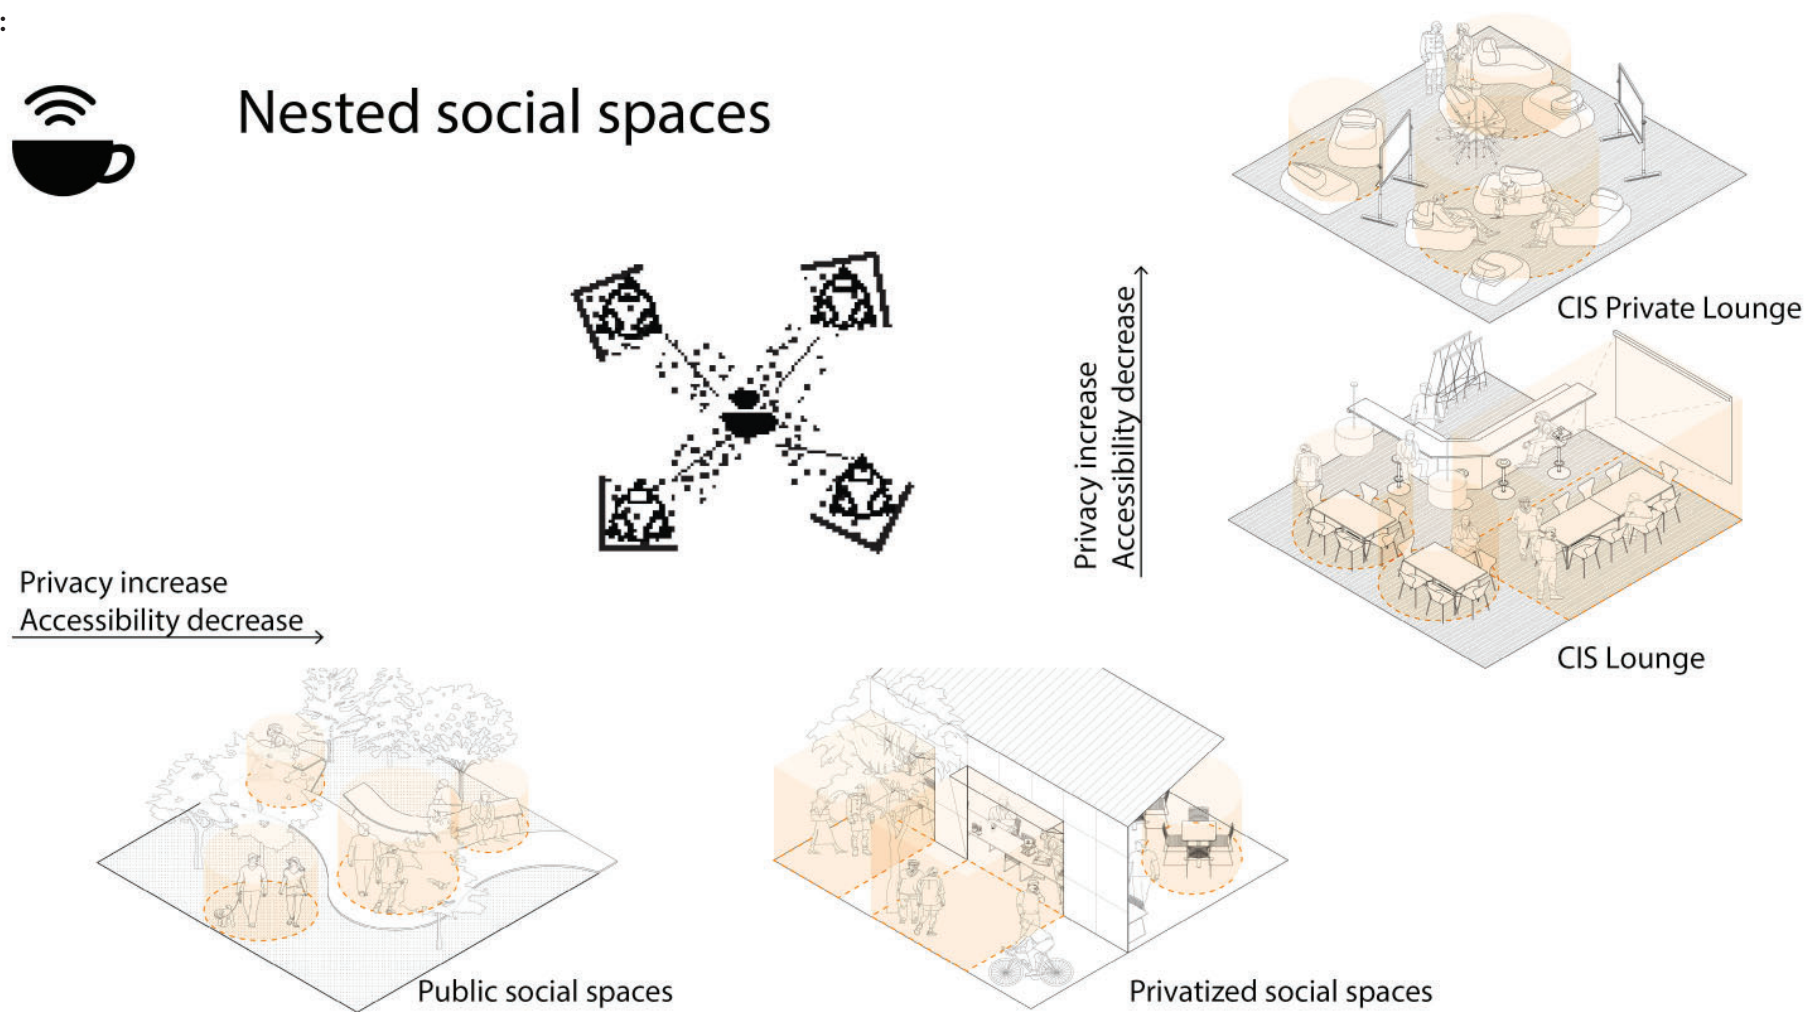 :
Nested social spaces
CIS Private Lounge
Privacy increase
Accessibility decrease
CIS Lounge
Privacy increase
Accessibility decrease
Public social spaces
Privatized social spaces